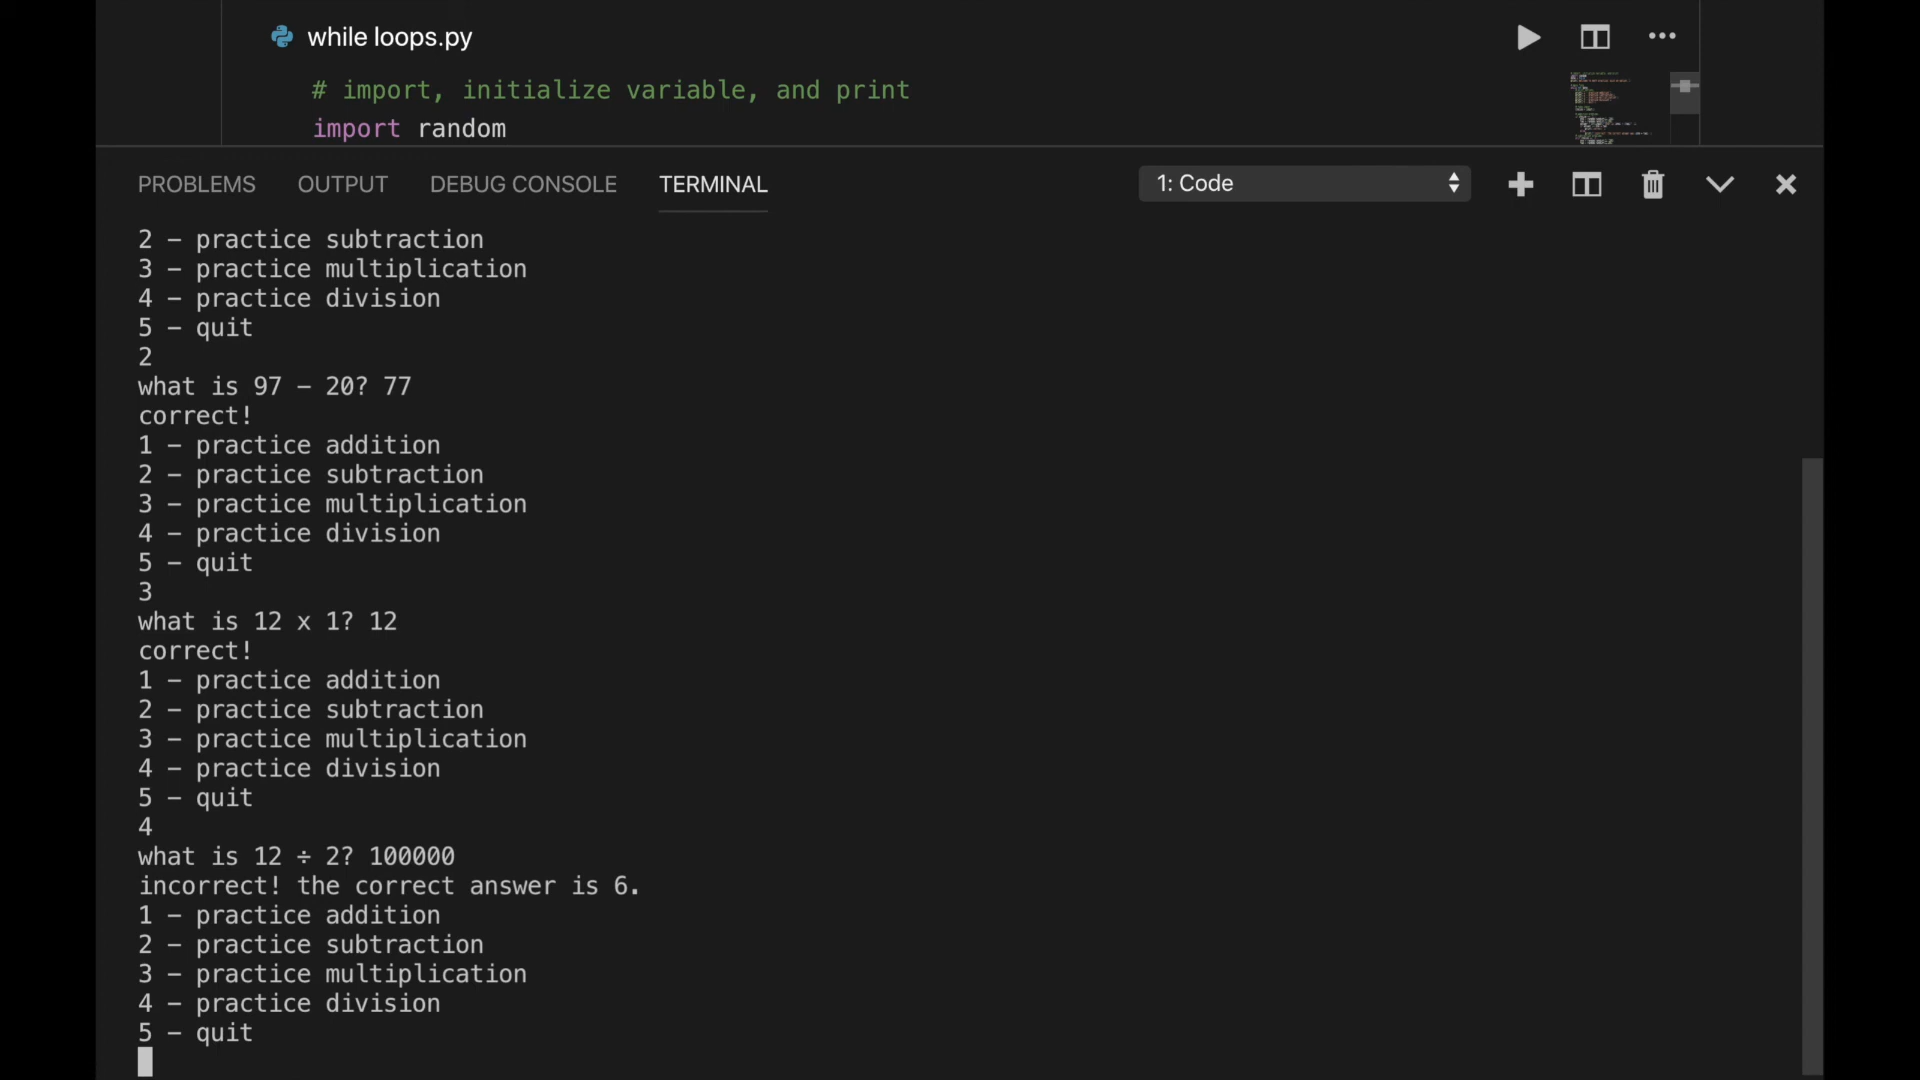 while loops.py
# import, initialize variable, and print
import random
PROBLEMS OUTPUT DEBUG CONSOLE TERMINAL 1: Code
2 - practice subtraction
3 - practice multiplication
4 - practice division
5 - quit
2
what is 97 - 20? 77
correct!
1 - practice addition
2 - practice subtraction
3 - practice multiplication
4 - practice division
5 - quit
3
what is 12 x 1? 12
correct!
1 - practice addition
2 - practice subtraction
3 - practice multiplication
4 - practice division
5 - quit
4
what is 12 ÷ 2? 100000
incorrect! the correct answer is 6.
1 - practice addition
2 - practice subtraction
3 - practice multiplication
4 - practice division
5 - quit